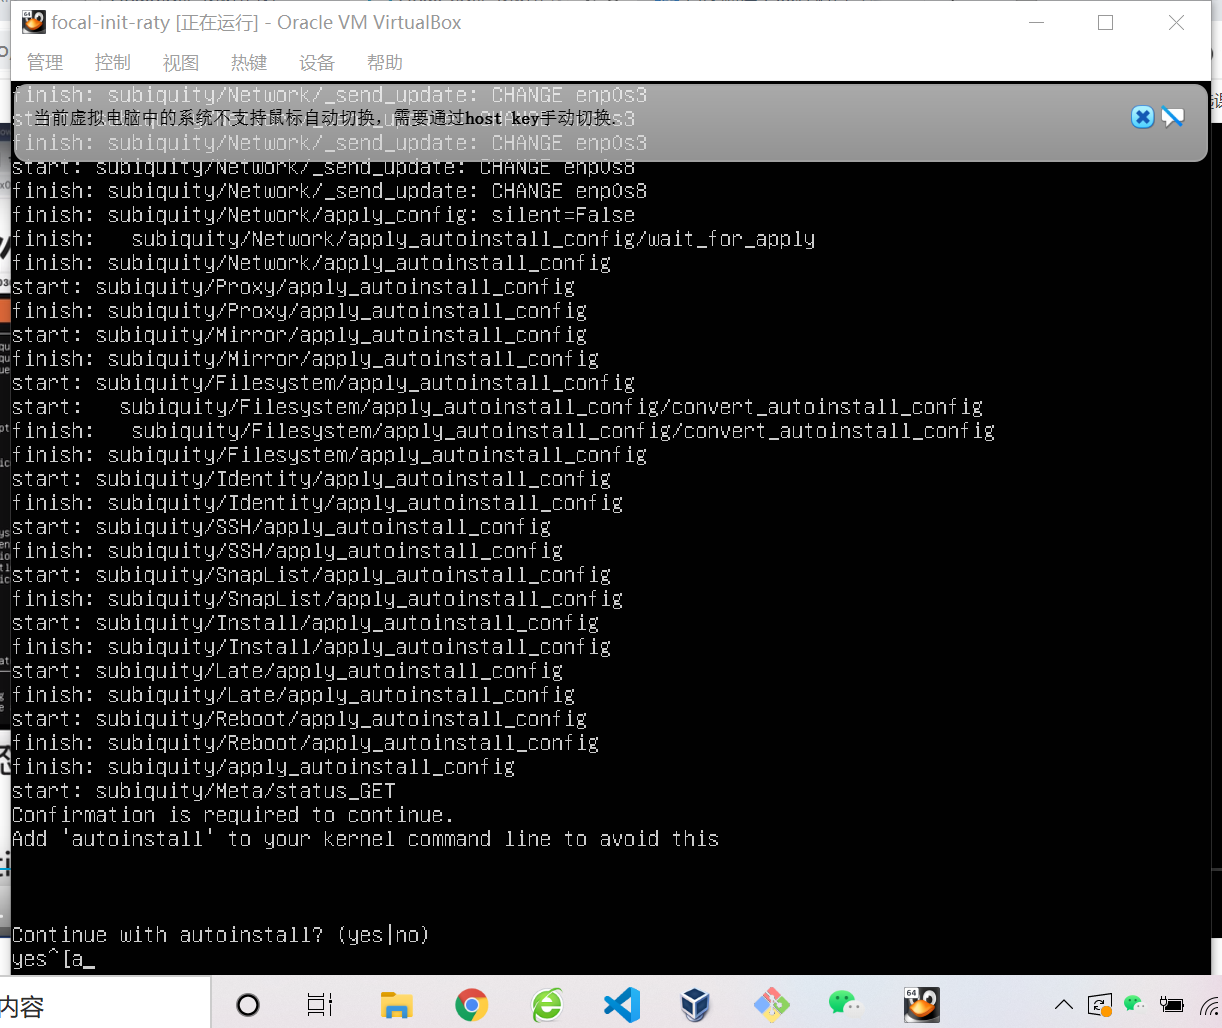 focal-init-raty [正在运行] - Oracle VM VirtualBox
管理 控制 视图 热键 设备 帮助
finish: subiquity/Network/_send_update: CHANGE enp0s3
当前虚拟电脑中的系统不支持鼠标自动切换，需要通过host key手动切换.
finish: subiquity/Network/_send_update: CHANGE enp0s3
start: subiquity/Network/_send_update: CHANGE enp0s8
finish: subiquity/Network/_send_update: CHANGE enp0s8
finish: subiquity/Network/apply_config: silent=False
finish:   subiquity/Network/apply_autoinstall_config/wait_for_apply
finish: subiquity/Network/apply_autoinstall_config
start: subiquity/Proxy/apply_autoinstall_config
finish: subiquity/Proxy/apply_autoinstall_config
start: subiquity/Mirror/apply_autoinstall_config
finish: subiquity/Mirror/apply_autoinstall_config
start: subiquity/Filesystem/apply_autoinstall_config
start:   subiquity/Filesystem/apply_autoinstall_config/convert_autoinstall_config
finish:   subiquity/Filesystem/apply_autoinstall_config/convert_autoinstall_config
finish: subiquity/Filesystem/apply_autoinstall_config
start: subiquity/Identity/apply_autoinstall_config
finish: subiquity/Identity/apply_autoinstall_config
start: subiquity/SSH/apply_autoinstall_config
finish: subiquity/SSH/apply_autoinstall_config
start: subiquity/SnapList/apply_autoinstall_config
finish: subiquity/SnapList/apply_autoinstall_config
start: subiquity/Install/apply_autoinstall_config
finish: subiquity/Install/apply_autoinstall_config
start: subiquity/Late/apply_autoinstall_config
finish: subiquity/Late/apply_autoinstall_config
start: subiquity/Reboot/apply_autoinstall_config
finish: subiquity/Reboot/apply_autoinstall_config
finish: subiquity/apply_autoinstall_config
start: subiquity/Meta/status_GET
Confirmation is required to continue.
Add 'autoinstall' to your kernel command line to avoid this
Continue with autoinstall? (yes|no)
yes^[a_
内容